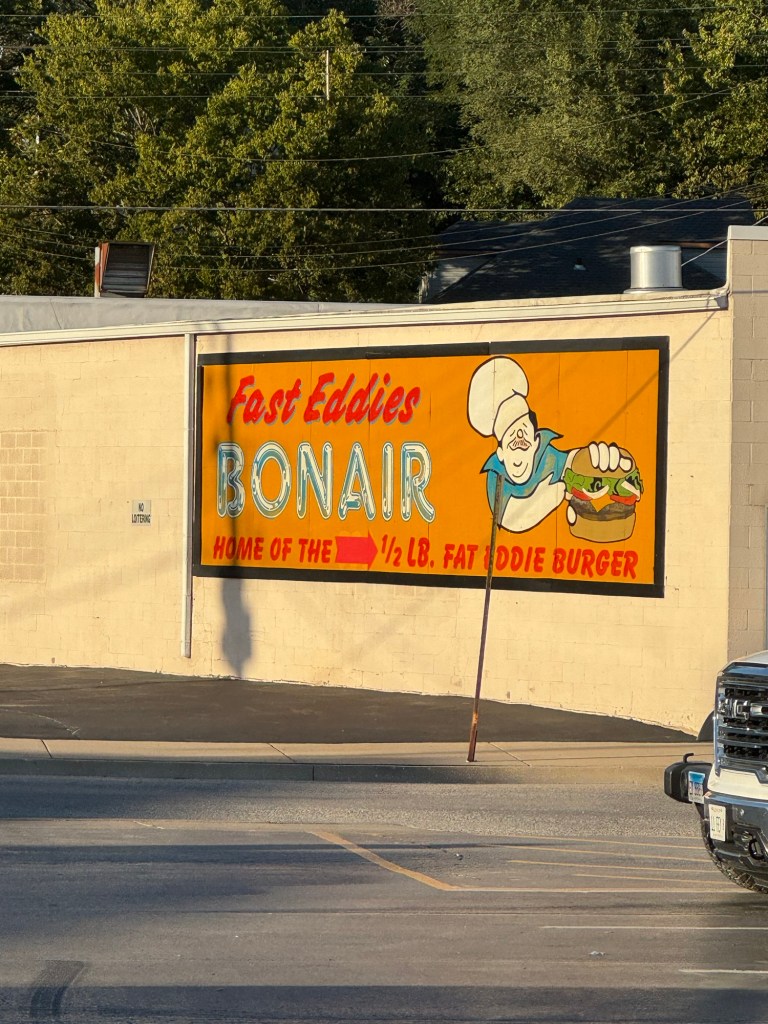 Fast Eddies
BONAIR
HOME OF THE 1/2 LB. FAT EDDIE BURGER
NO
LOITERING